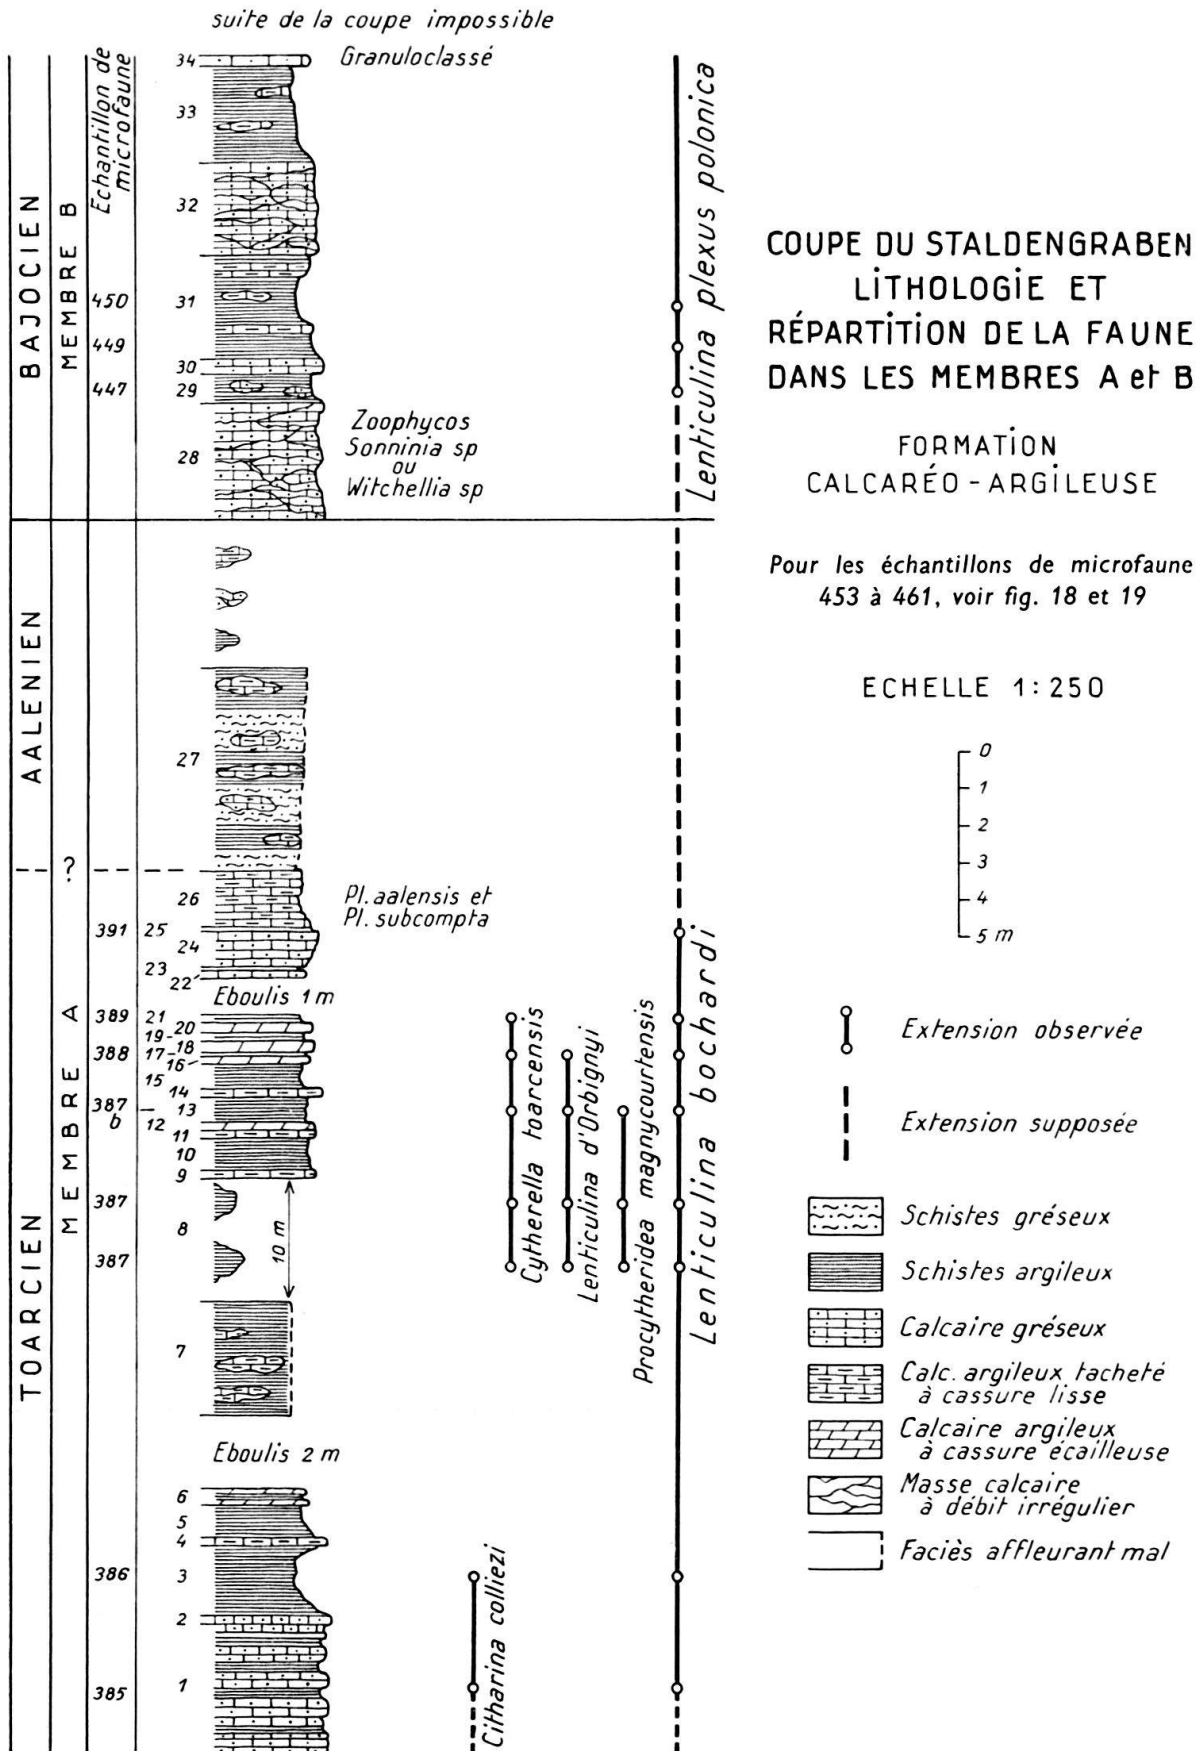 suite de la coupe impossible
Granuloclassé
BAJOCIEN
AALENIEN
TOARCIEN
MEMBRE B
?
MEMBRE A
Echantillon de
microfaune
450
449
447
391
389
388
387
b
387
387
386
385
34
33
32
31
30
29
28
27
26
25
24
23
22
Eboulis 1 m
21
20
19
18
17
16
15
14
13
12
11
10
9
8
10 m
7
Eboulis 2 m
6
5
4
3
2
1
Zoophycos
Sonninia sp
ou
Witchellia sp
Pl. aalensis et
Pl. subcompta
Citharina colliezi
Cytherella toarcensis
Lenticulina d'Orbignyi
Procytheridea magnycourtensis
Lenticulina bochardi
Lenticulina plexus polonica
COUPE DU STALDENGRABEN
LITHOLOGIE ET
RÉPARTITION DE LA FAUNE
DANS LES MEMBRES A et B
FORMATION
CALCARÉO-ARGILEUSE
Pour les échantillons de microfaune
453 à 461, voir fig. 18 et 19
ECHELLE 1:250
0
1
2
3
4
5 m
Extension observée
Extension supposée
Schistes gréseux
Schistes argileux
Calcaire gréseux
Calc. argileux tacheté
à cassure lisse
Calcaire argileux
à cassure écailleuse
Masse calcaire
à débit irrégulier
Faciès affleurant mal